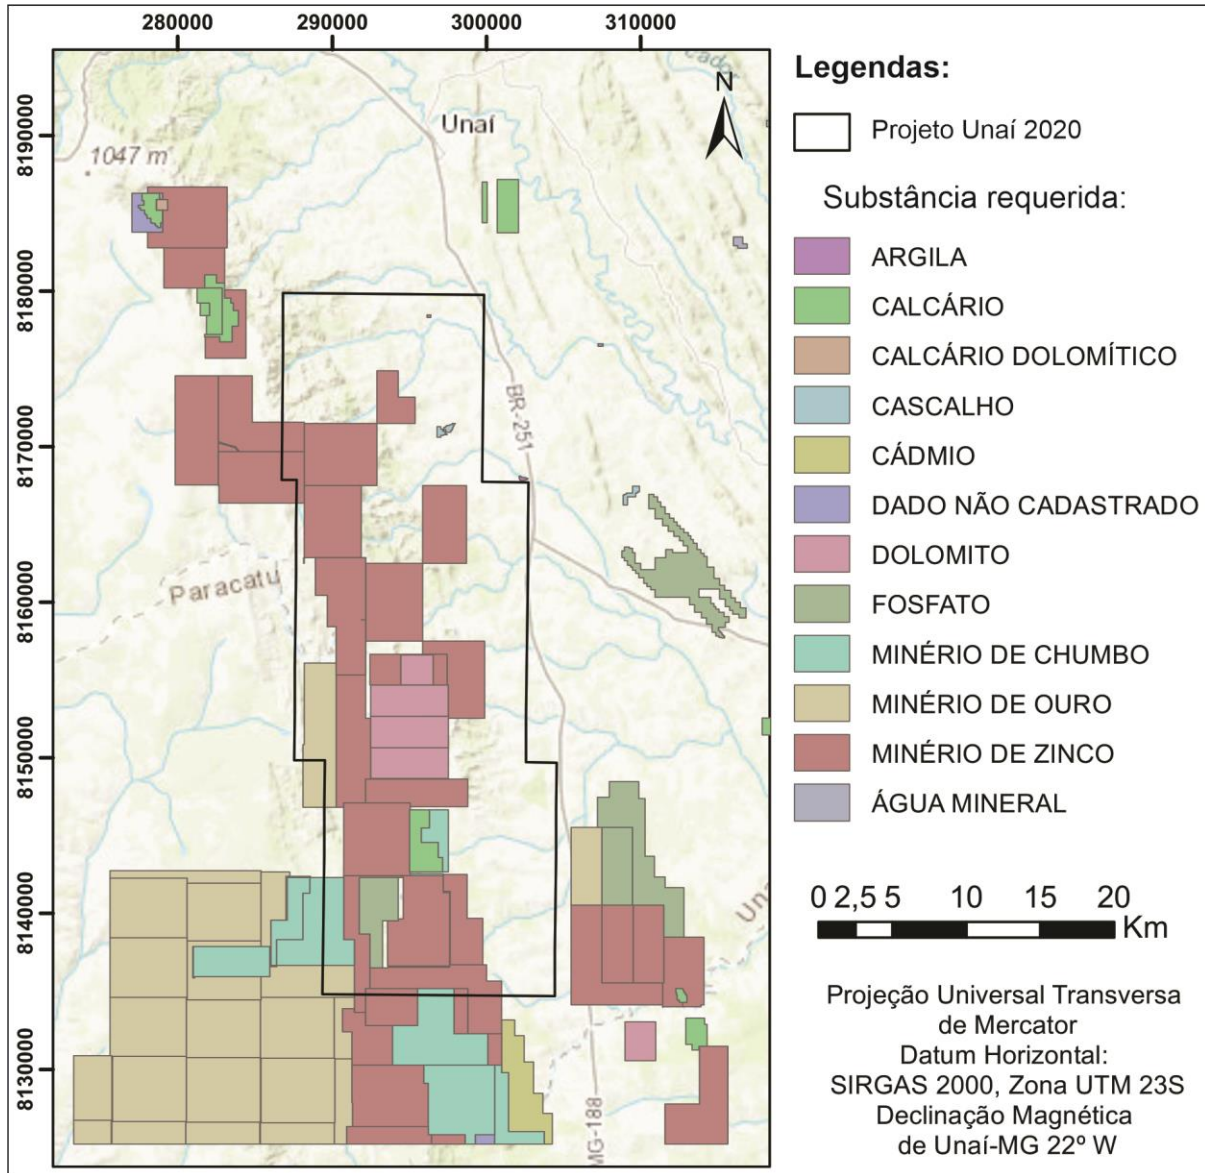 280000 290000 300000 310000
8190000
8180000
8170000
8160000
8150000
8140000
8130000
Unaí
1047 m
N
BR-251
Paracatu
Un
MG-188
Legendas:
Projeto Unaí 2020
Substância requerida:
ARGILA
CALCÁRIO
CALCÁRIO DOLOMÍTICO
CASCALHO
CÁDMIO
DADO NÃO CADASTRADO
DOLOMITO
FOSFATO
MINÉRIO DE CHUMBO
MINÉRIO DE OURO
MINÉRIO DE ZINCO
ÁGUA MINERAL
0 2,5 5 10 15 20
Km
Projeção Universal Transversa
de Mercator
Datum Horizontal:
SIRGAS 2000, Zona UTM 23S
Declinação Magnética
de Unaí-MG 22º W